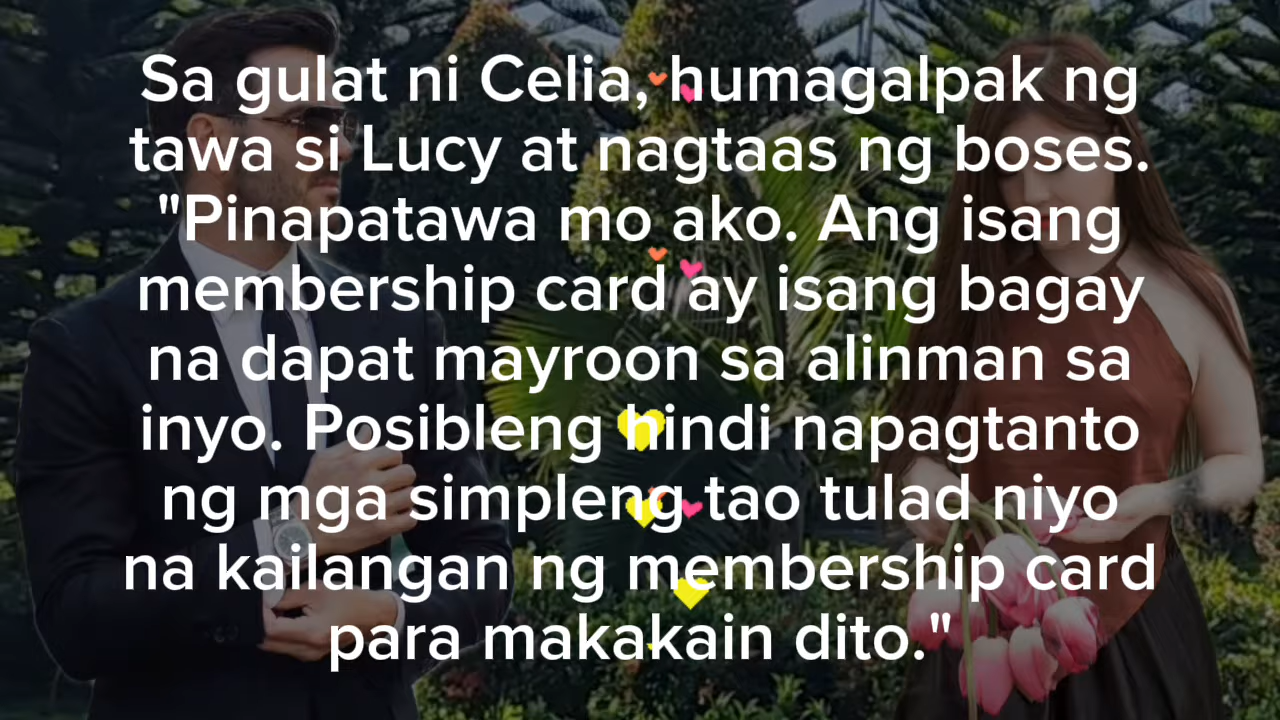 Sa gulat ni Celia, humagalpak ng
tawa si Lucy at nagtaas ng boses.
"Pinapatawa mo ako. Ang isang
membership card ay isang bagay
na dapat mayroon sa alinman sa
inyo. Posibleng hindi napagtanto
ng mga simpleng tao tulad niyo
na kailangan ng membership card
para makakain dito."